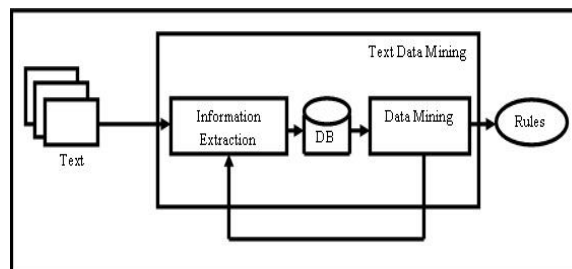 Text Data Mining
Text
Information
Extraction
DB
Data Mining
Rules